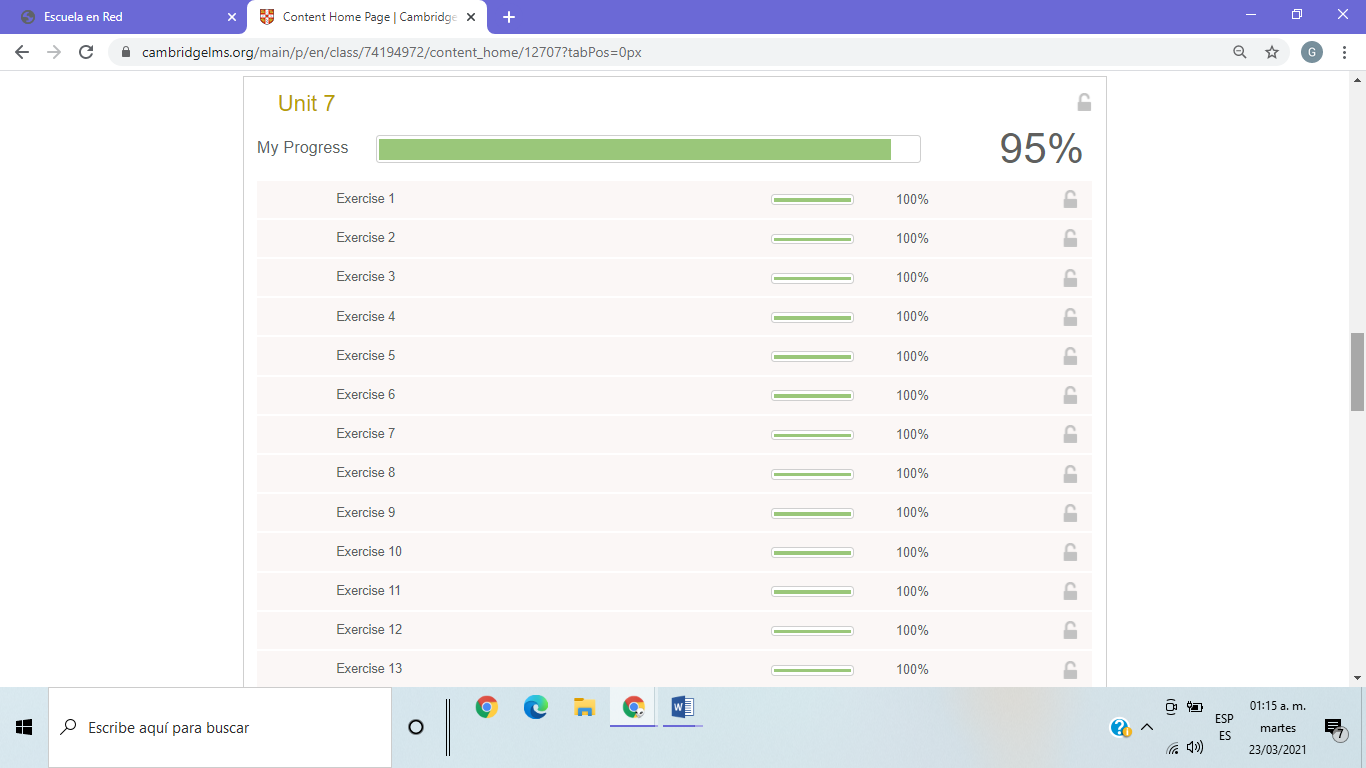 Escuela en Red
Content Home Page | Cambridge
cambridgelms.org/main/p/en/class/74194972/content_home/12707?tabPos=0px
G
Unit 7
My Progress
95%
Exercise 1 100%
Exercise 2 100%
Exercise 3 100%
Exercise 4 100%
Exercise 5 100%
Exercise 6 100%
Exercise 7 100%
Exercise 8 100%
Exercise 9 100%
Exercise 10 100%
Exercise 11 100%
Exercise 12 100%
Exercise 13 100%
Escribe aquí para buscar
ESP
ES
01:15 a. m.
martes
23/03/2021
7